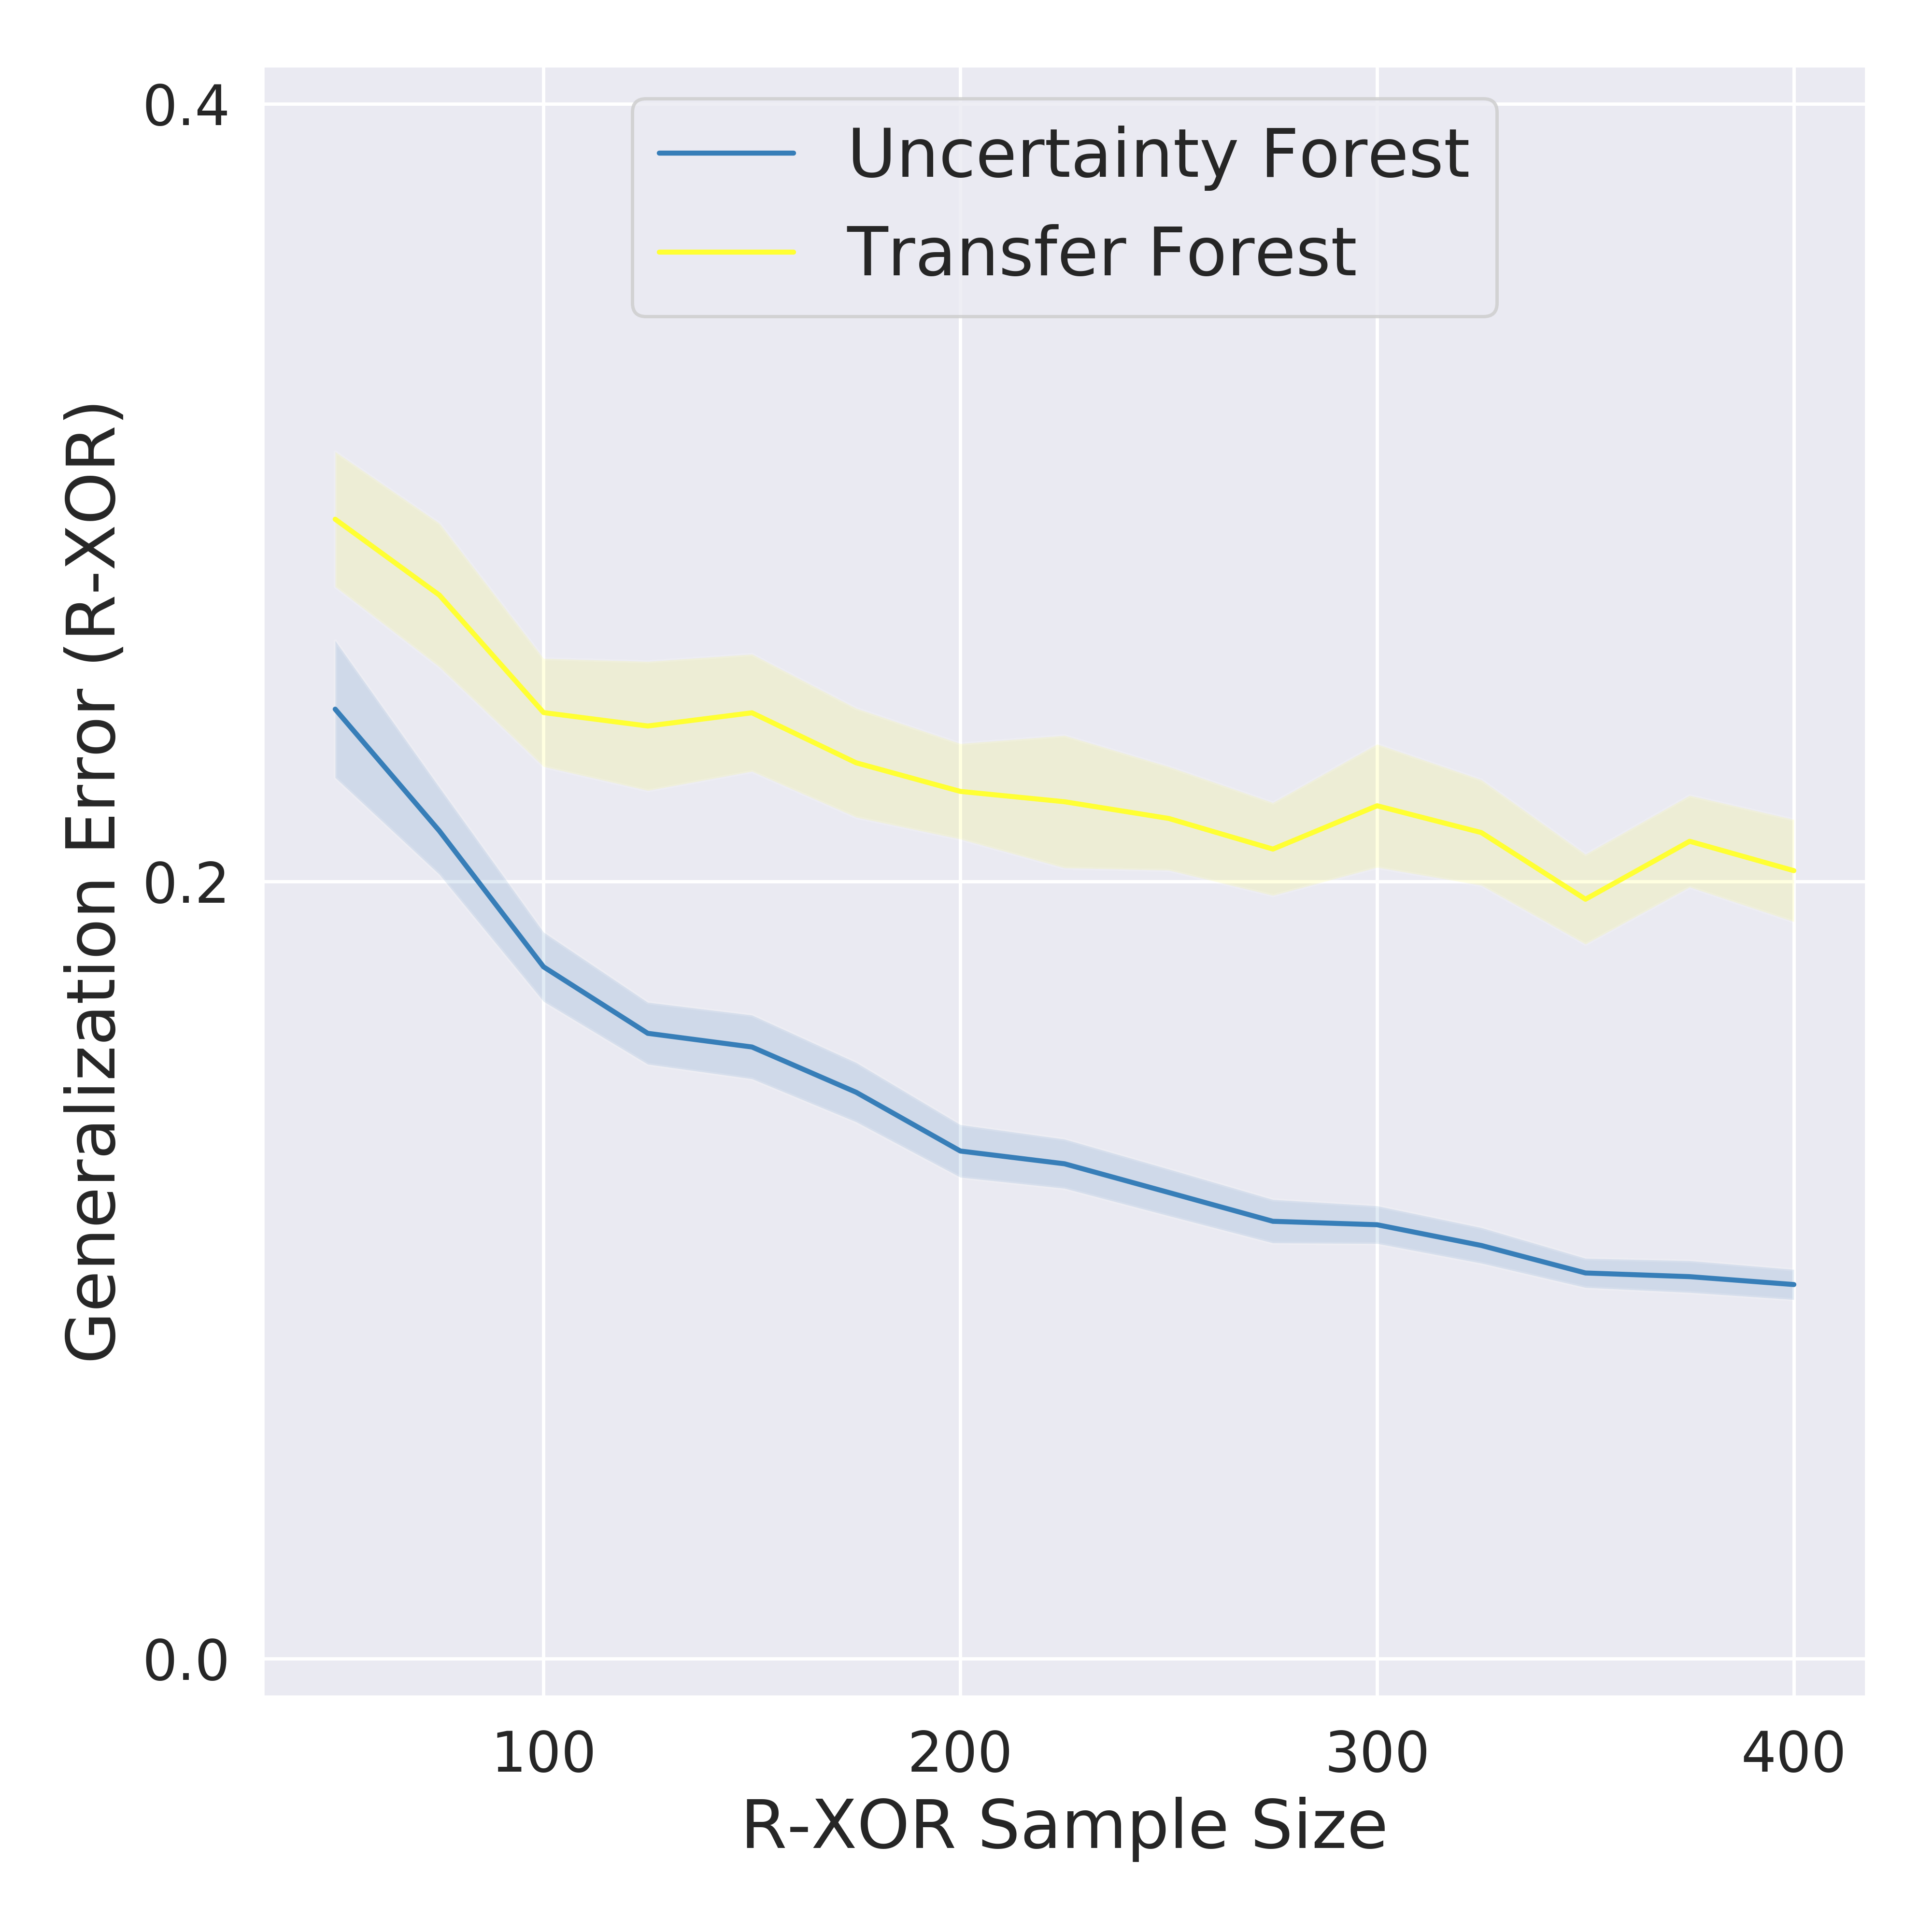 Uncertainty Forest
Transfer Forest
Generalization Error (R-XOR)
0.4
0.2
0.0
100 200 300 400
R-XOR Sample Size